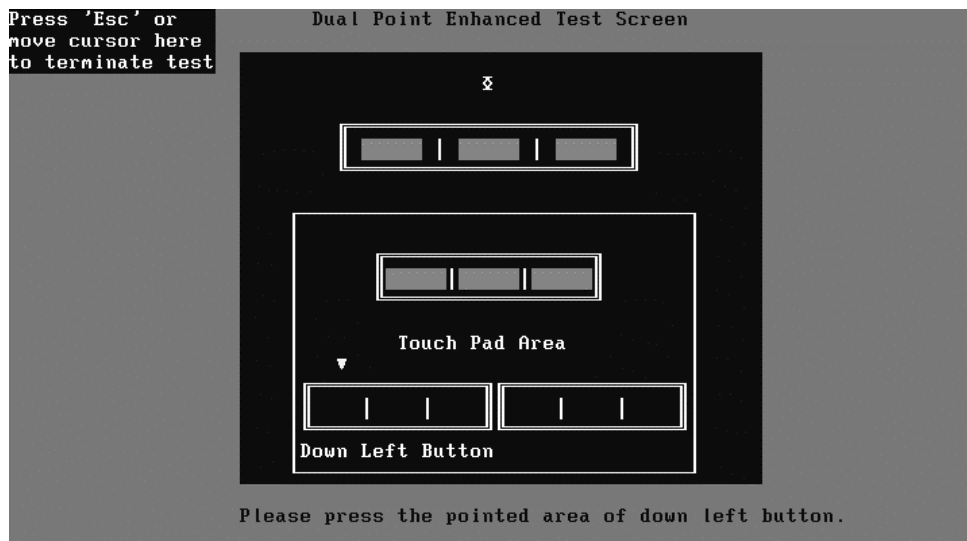 Press 'Esc' or
move cursor here
to terminate test
Dual Point Enhanced Test Screen
Touch Pad Area
Down Left Button
Please press the pointed area of down left button.